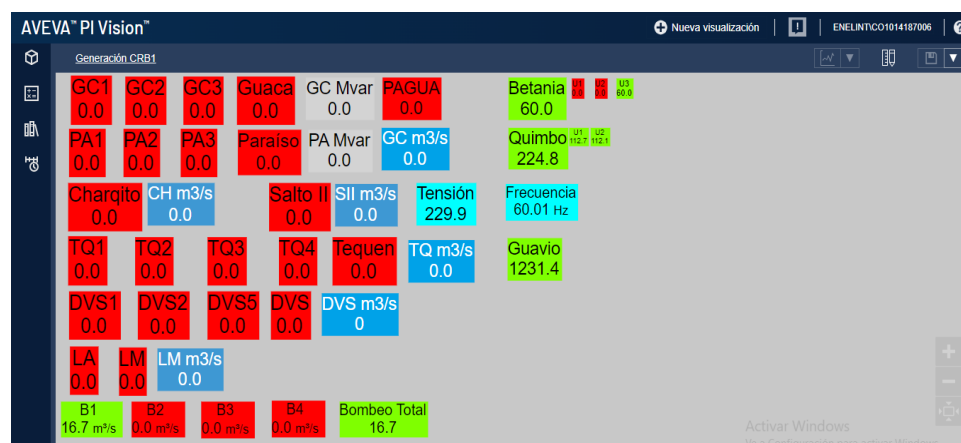 AVEVA™ PI Vision™
Nueva visualización
ENELINT\CO1014187006
Generación CRB1
GC1 GC2 GC3 Guaca GC Mvar PAGUA Betania U1 U2 U3
0.0 0.0 0.0 0.0 0.0 0.0 60.0 0.0 0.0 60.0
PA1 PA2 PA3 Paraíso PA Mvar GC m3/s Quimbo U1 U2
0.0 0.0 0.0 0.0 0.0 0.0 224.8 112.7 112.1
Charqito CH m3/s Salto II SII m3/s Tensión Frecuencia
0.0 0.0 0.0 0.0 229.9 60.01 Hz
TQ1 TQ2 TQ3 TQ4 Tequen TQ m3/s Guavio
0.0 0.0 0.0 0.0 0.0 0.0 1231.4
DVS1 DVS2 DVS5 DVS DVS m3/s
0.0 0.0 0.0 0.0 0
LA LM LM m3/s
0.0 0.0 0.0
B1 B2 B3 B4 Bombeo Total
16.7 m³/s 0.0 m³/s 0.0 m³/s 0.0 m³/s 16.7
Activar Windows